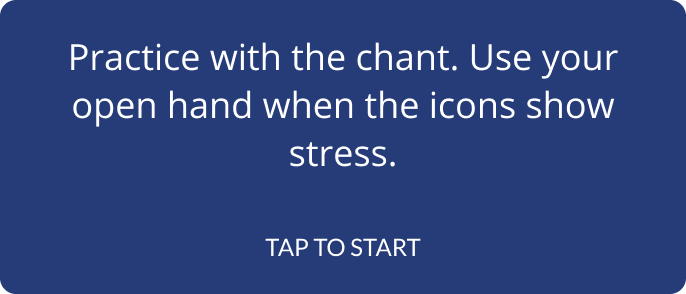 Practice with the chant. Use your
open hand when the icons show
stress.
TAP TO START